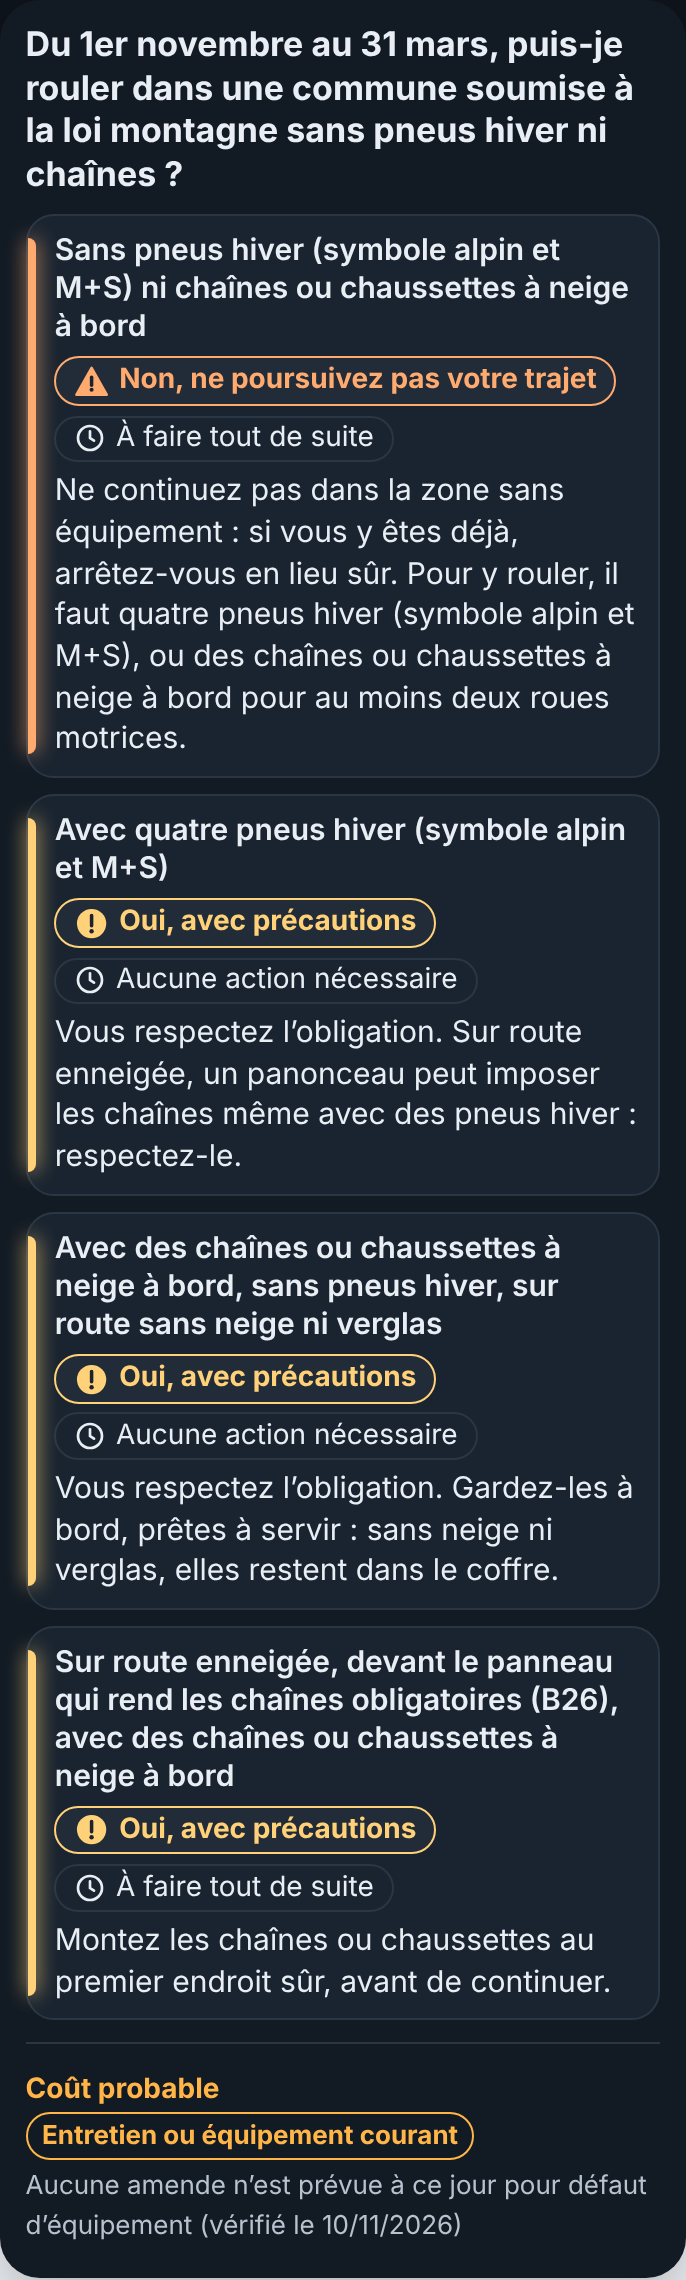 Du 1er novembre au 31 mars, puis-je
rouler dans une commune soumise à
la loi montagne sans pneus hiver ni
chaînes ?
Sans pneus hiver (symbole alpin et
M+S) ni chaînes ou chaussettes à neige
à bord
Non, ne poursuivez pas votre trajet
À faire tout de suite
Ne continuez pas dans la zone sans
équipement : si vous y êtes déjà,
arrêtez-vous en lieu sûr. Pour y rouler, il
faut quatre pneus hiver (symbole alpin et
M+S), ou des chaînes ou chaussettes à
neige à bord pour au moins deux roues
motrices.
Avec quatre pneus hiver (symbole alpin
et M+S)
Oui, avec précautions
Aucune action nécessaire
Vous respectez l’obligation. Sur route
enneigée, un panonceau peut imposer
les chaînes même avec des pneus hiver :
respectez-le.
Avec des chaînes ou chaussettes à
neige à bord, sans pneus hiver, sur
route sans neige ni verglas
Oui, avec précautions
Aucune action nécessaire
Vous respectez l’obligation. Gardez-les à
bord, prêtes à servir : sans neige ni
verglas, elles restent dans le coffre.
Sur route enneigée, devant le panneau
qui rend les chaînes obligatoires (B26),
avec des chaînes ou chaussettes à
neige à bord
Oui, avec précautions
À faire tout de suite
Montez les chaînes ou chaussettes au
premier endroit sûr, avant de continuer.
Coût probable
Entretien ou équipement courant
Aucune amende n’est prévue à ce jour pour défaut
d’équipement (vérifié le 10/11/2026)